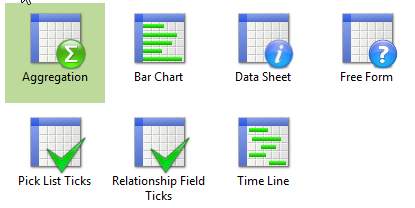 Aggregation
Bar Chart
Data Sheet
Free Form
Pick List Ticks
Relationship Field
Ticks
Time Line